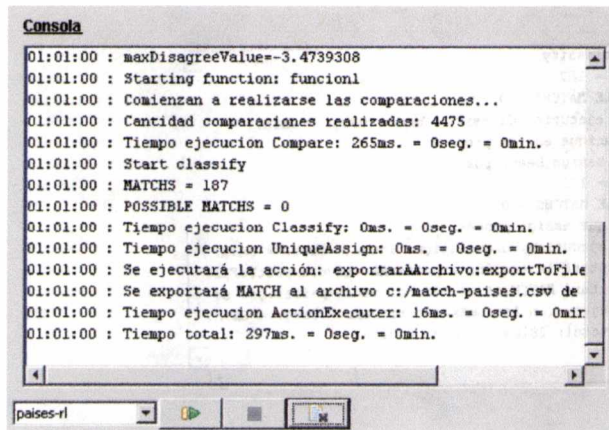 Consola
01:01:00 : maxDisagreeValue=-3.4739308
01:01:00 : Starting function: funcion1
01:01:00 : Comienzan a realizarse las comparaciones...
01:01:00 : Cantidad comparaciones realizadas: 4475
01:01:00 : Tiempo ejecucion Compare: 265ms. = 0seg. = 0min.
01:01:00 : Start classify
01:01:00 : MATCHS = 187
01:01:00 : POSSIBLE MATCHS = 0
01:01:00 : Tiempo ejecucion Classify: 0ms. = 0seg. = 0min.
01:01:00 : Tiempo ejecucion UniqueAssign: 0ms. = 0seg. = 0min.
01:01:00 : Se ejecutará la acción: exportarAArchivo:exportToFile
01:01:00 : Se exportará MATCH al archivo c:/match-paises.csv de
01:01:00 : Tiempo ejecucion ActionExecuter: 16ms. = 0seg. = 0min
01:01:00 : Tiempo total: 297ms. = 0seg. = 0min.
paises-rl